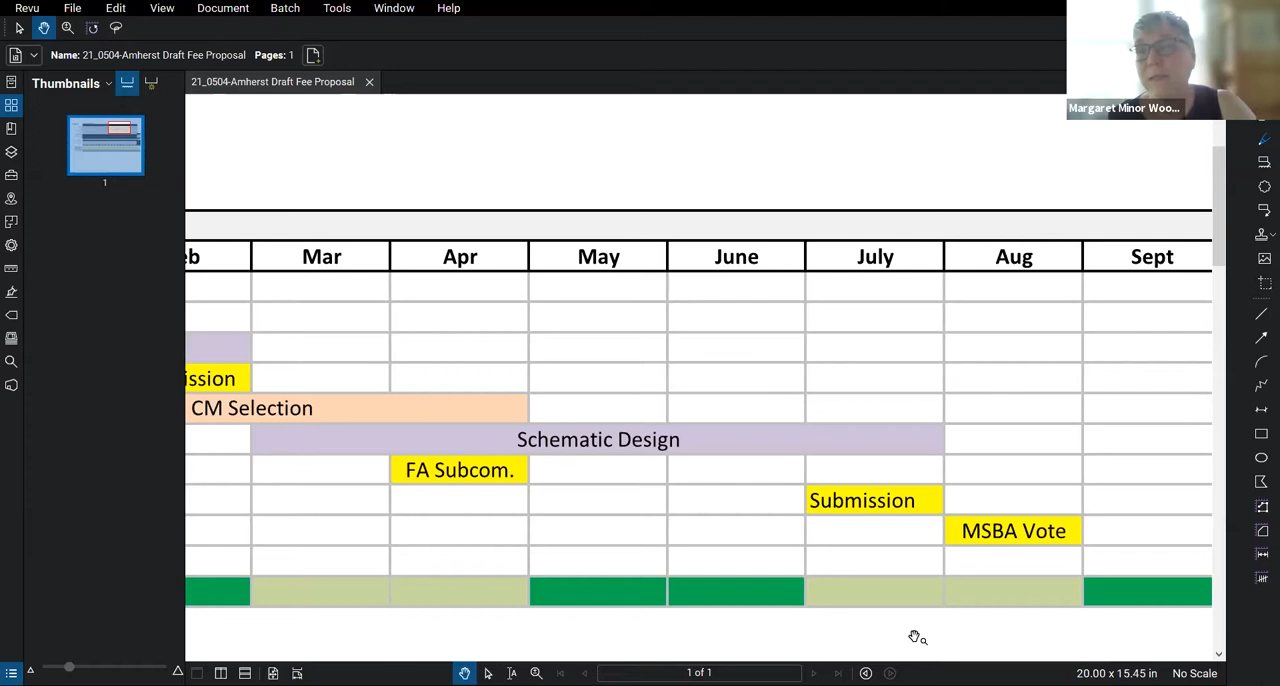 Revu File Edit View Document Batch Tools Window Help
Name: 21_0504-Amherst Draft Fee Proposal Pages: 1
Thumbnails 21_0504-Amherst Draft Fee Proposal
Margaret Minor Woo...
1
eb Mar Apr May June July Aug Sept
ission
CM Selection
Schematic Design
FA Subcom.
Submission
MSBA Vote
1 of 1 20.00 x 15.45 in No Scale